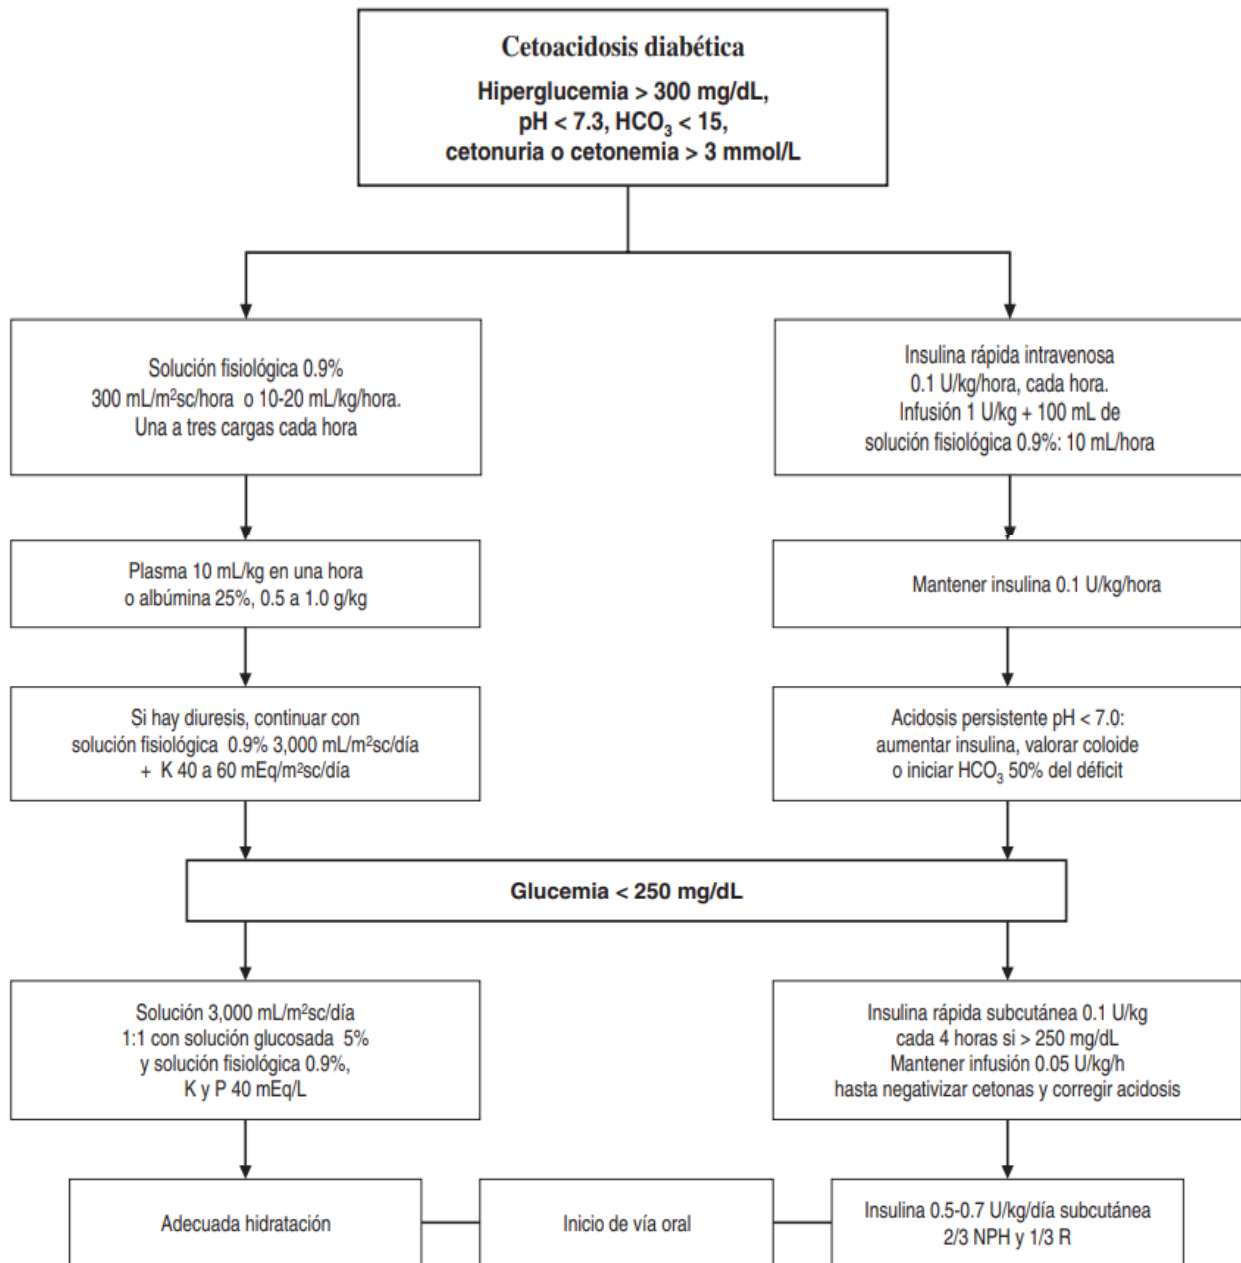 Cetoacidosis diabética
Hiperglucemia > 300 mg/dL,
pH < 7.3, HCO₃ < 15,
cetonuria o cetonemia > 3 mmol/L
Solución fisiológica 0.9%
300 mL/m²sc/hora o 10-20 mL/kg/hora.
Una a tres cargas cada hora
Insulina rápida intravenosa
0.1 U/kg/hora, cada hora.
Infusión 1 U/kg + 100 mL de
solución fisiológica 0.9%: 10 mL/hora
Plasma 10 mL/kg en una hora
o albúmina 25%, 0.5 a 1.0 g/kg
Mantener insulina 0.1 U/kg/hora
Si hay diuresis, continuar con
solución fisiológica 0.9% 3,000 mL/m²sc/día
+ K 40 a 60 mEq/m²sc/día
Acidosis persistente pH < 7.0:
aumentar insulina, valorar coloide
o iniciar HCO₃ 50% del déficit
Glucemia < 250 mg/dL
Solución 3,000 mL/m²sc/día
1:1 con solución glucosada 5%
y solución fisiológica 0.9%,
K y P 40 mEq/L
Insulina rápida subcutánea 0.1 U/kg
cada 4 horas si > 250 mg/dL
Mantener infusión 0.05 U/kg/h
hasta negativizar cetonas y corregir acidosis
Adecuada hidratación
Inicio de vía oral
Insulina 0.5-0.7 U/kg/día subcutánea
2/3 NPH y 1/3 R